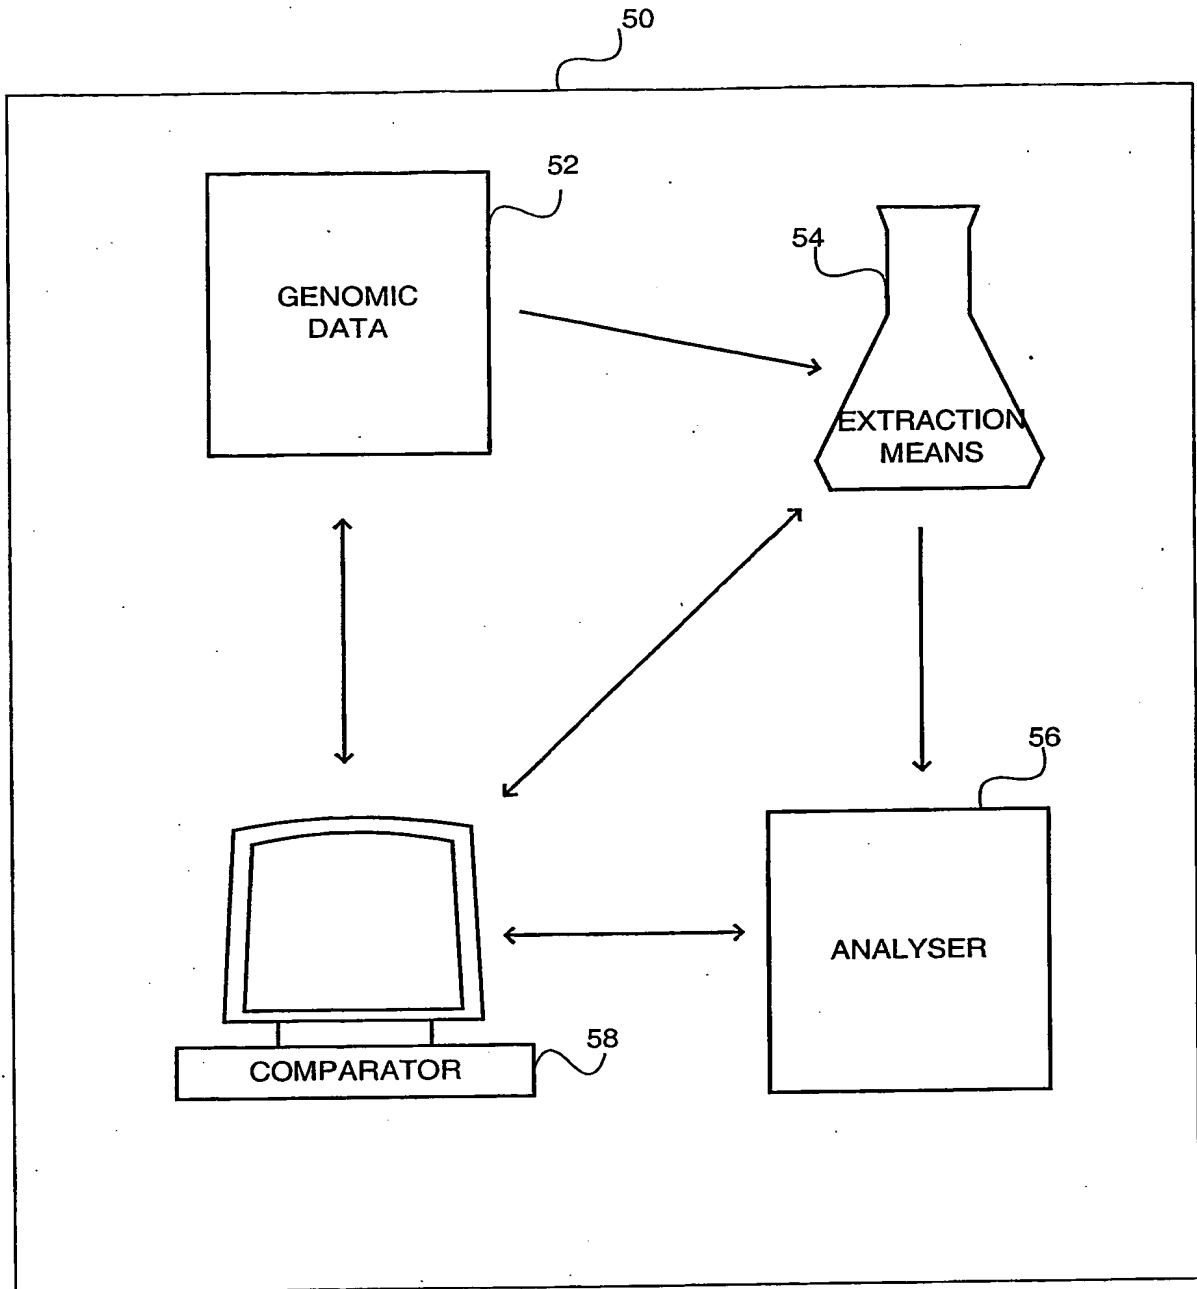 50
52
54
GENOMIC
DATA
EXTRACTION
MEANS
56
ANALYSER
58
COMPARATOR